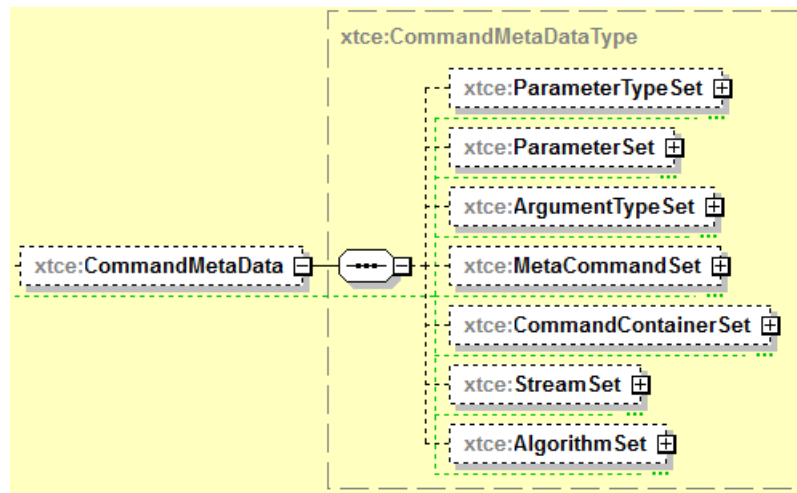 xtce:CommandMetaDataType
xtce:ParameterTypeSet
xtce:ParameterSet
xtce:ArgumentTypeSet
xtce:CommandMetaData
xtce:MetaCommandSet
xtce:CommandContainerSet
xtce:StreamSet
xtce:AlgorithmSet